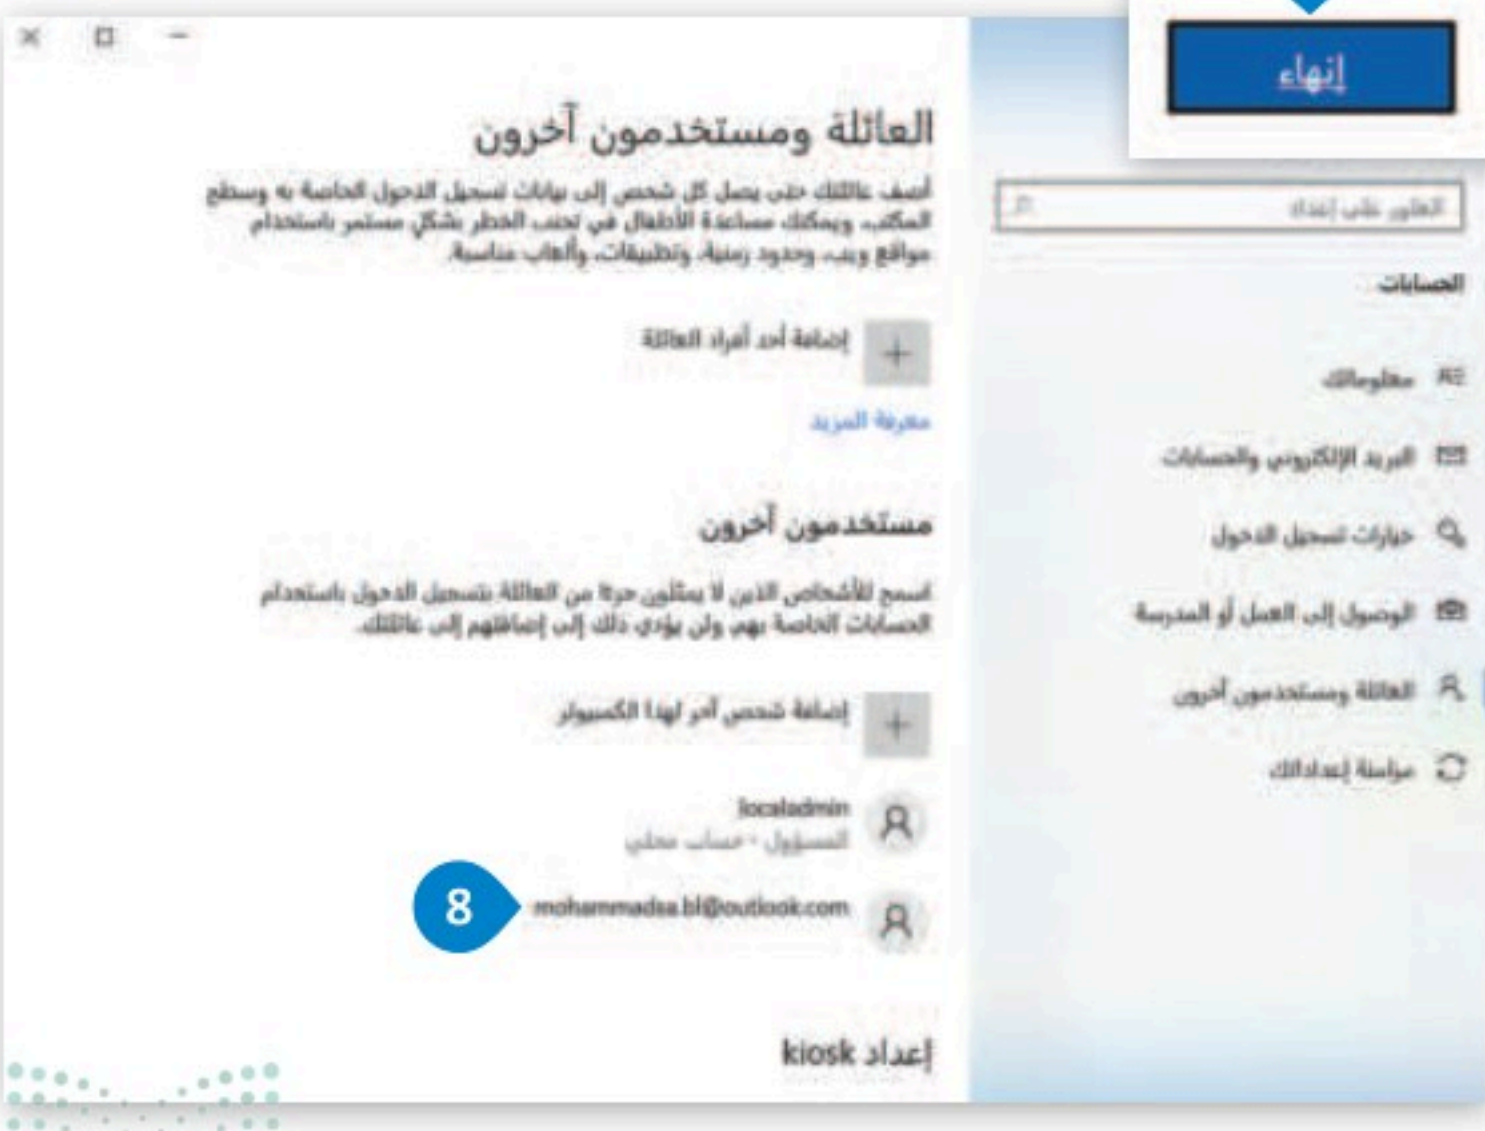 إنهاء
العثور على إعداد
الحسابات
معلوماتك
البريد الإلكتروني والحسابات
خيارات تسجيل الدخول
الوصول إلى العمل أو المدرسة
العائلة ومستخدمون آخرون
مزامنة إعداداتك
العائلة ومستخدمون آخرون
أضف عائلتك حتى يصل كل شخص إلى بيانات تسجيل الدخول الخاصة به وسطح
المكتب. ويمكنك مساعدة الأطفال في تجنب الخطر بشكل مستمر باستخدام
مواقع ويب، وحدود زمنية، وتطبيقات، وألعاب مناسبة.
إضافة أحد أفراد العائلة
معرفة المزيد
مستخدمون آخرون
اسمح للأشخاص الذين لا يمثلون جزءًا من العائلة بتسجيل الدخول باستخدام
الحسابات الخاصة بهم. ولن يؤدي ذلك إلى إضافتهم إلى عائلتك.
إضافة شخص آخر لهذا الكمبيوتر
localadmin
المسؤول - حساب محلي
8
mohammadsa.bl@outlook.com
إعداد kiosk